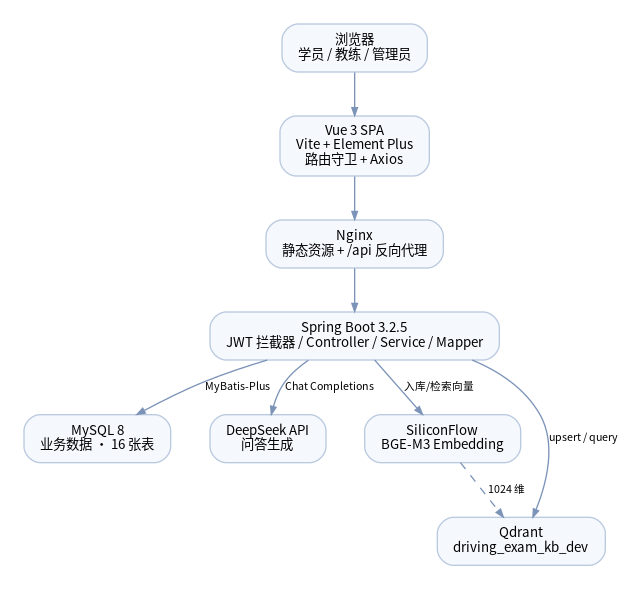 浏览器
学员 / 教练 / 管理员
Vue 3 SPA
Vite + Element Plus
路由守卫 + Axios
Nginx
静态资源 + /api 反向代理
Spring Boot 3.2.5
JWT 拦截器 / Controller / Service / Mapper
MyBatis-Plus
Chat Completions
入库/检索向量
MySQL 8
业务数据 · 16 张表
DeepSeek API
问答生成
SiliconFlow
BGE-M3 Embedding
upsert / query
1024 维
Qdrant
driving_exam_kb_dev